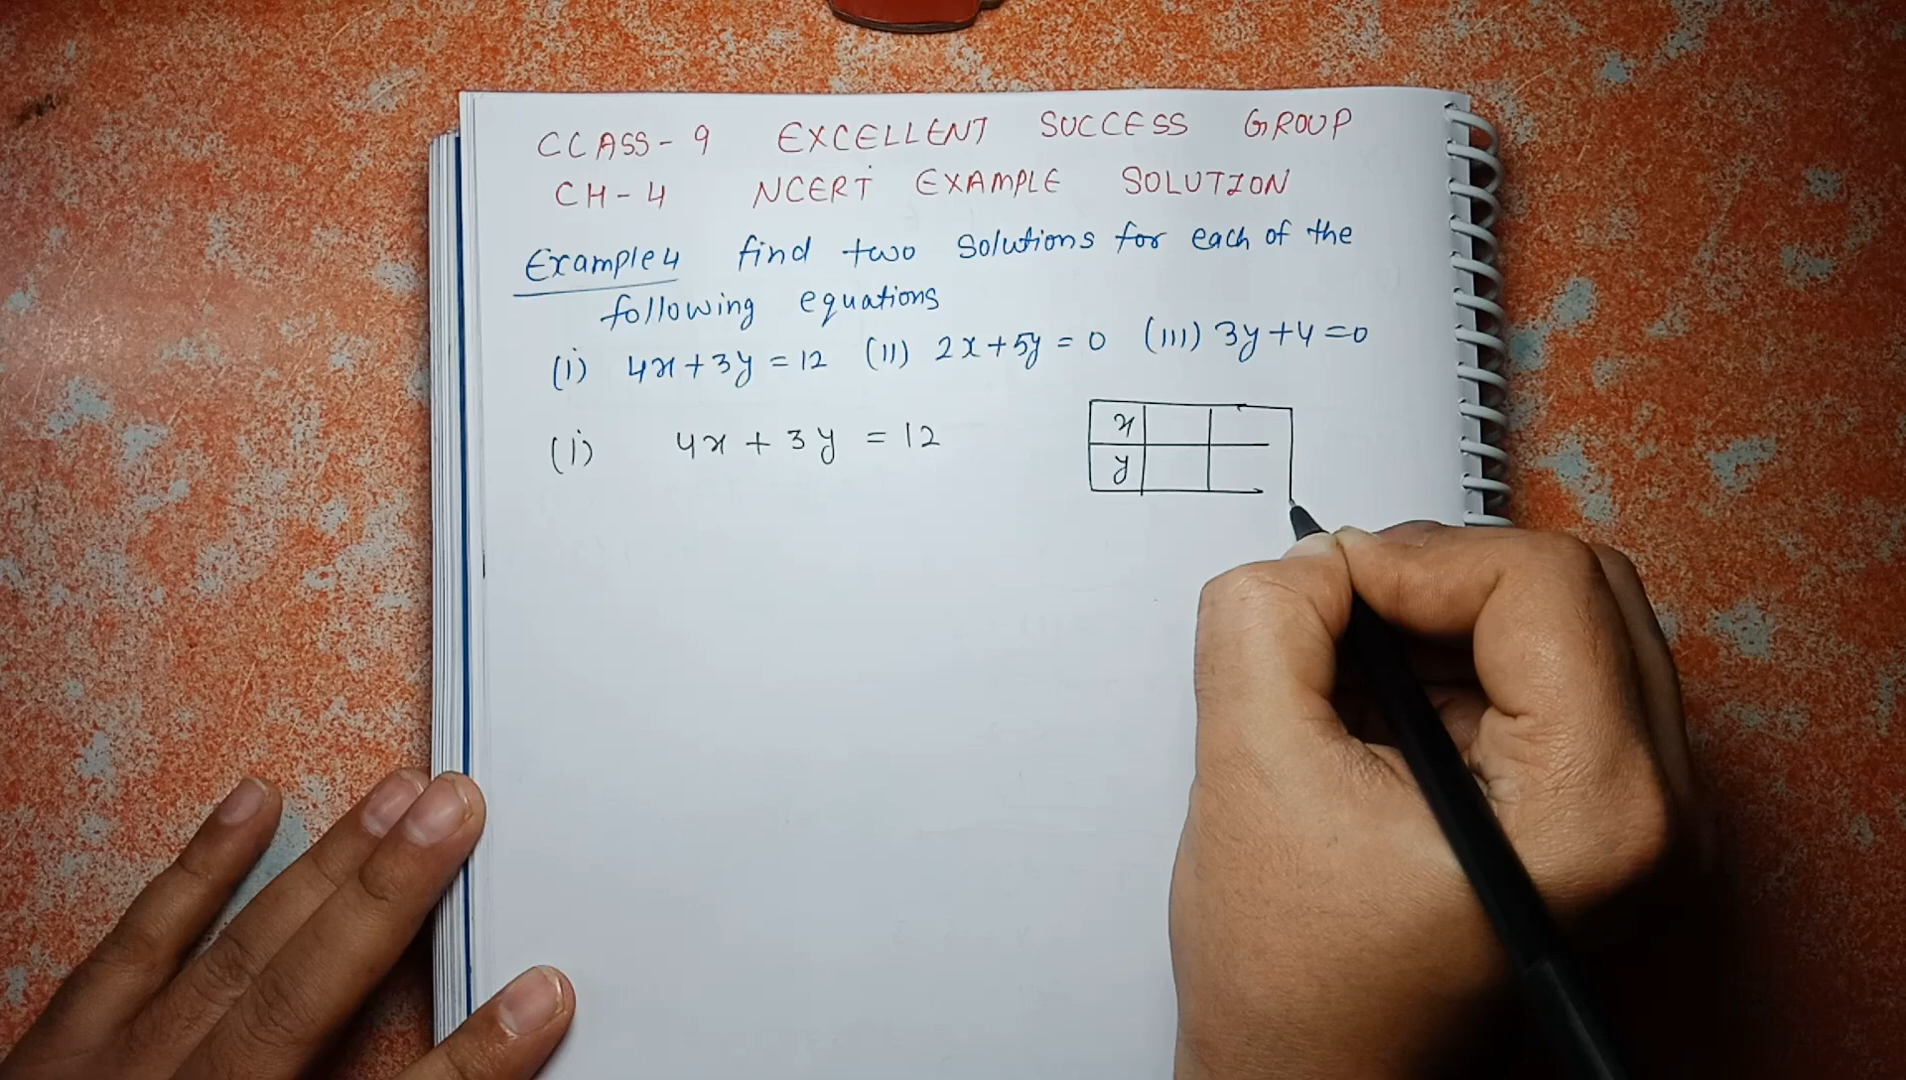 CLASS - 9 EXCELLENT SUCCESS GROUP
CH - 4 NCERT EXAMPLE SOLUTION
Example 4 find two solutions for each of the
following equations
(i) 4x + 3y = 12 (ii) 2x + 5y = 0 (iii) 3y + 4 = 0
(i) 4x + 3y = 12
x
y